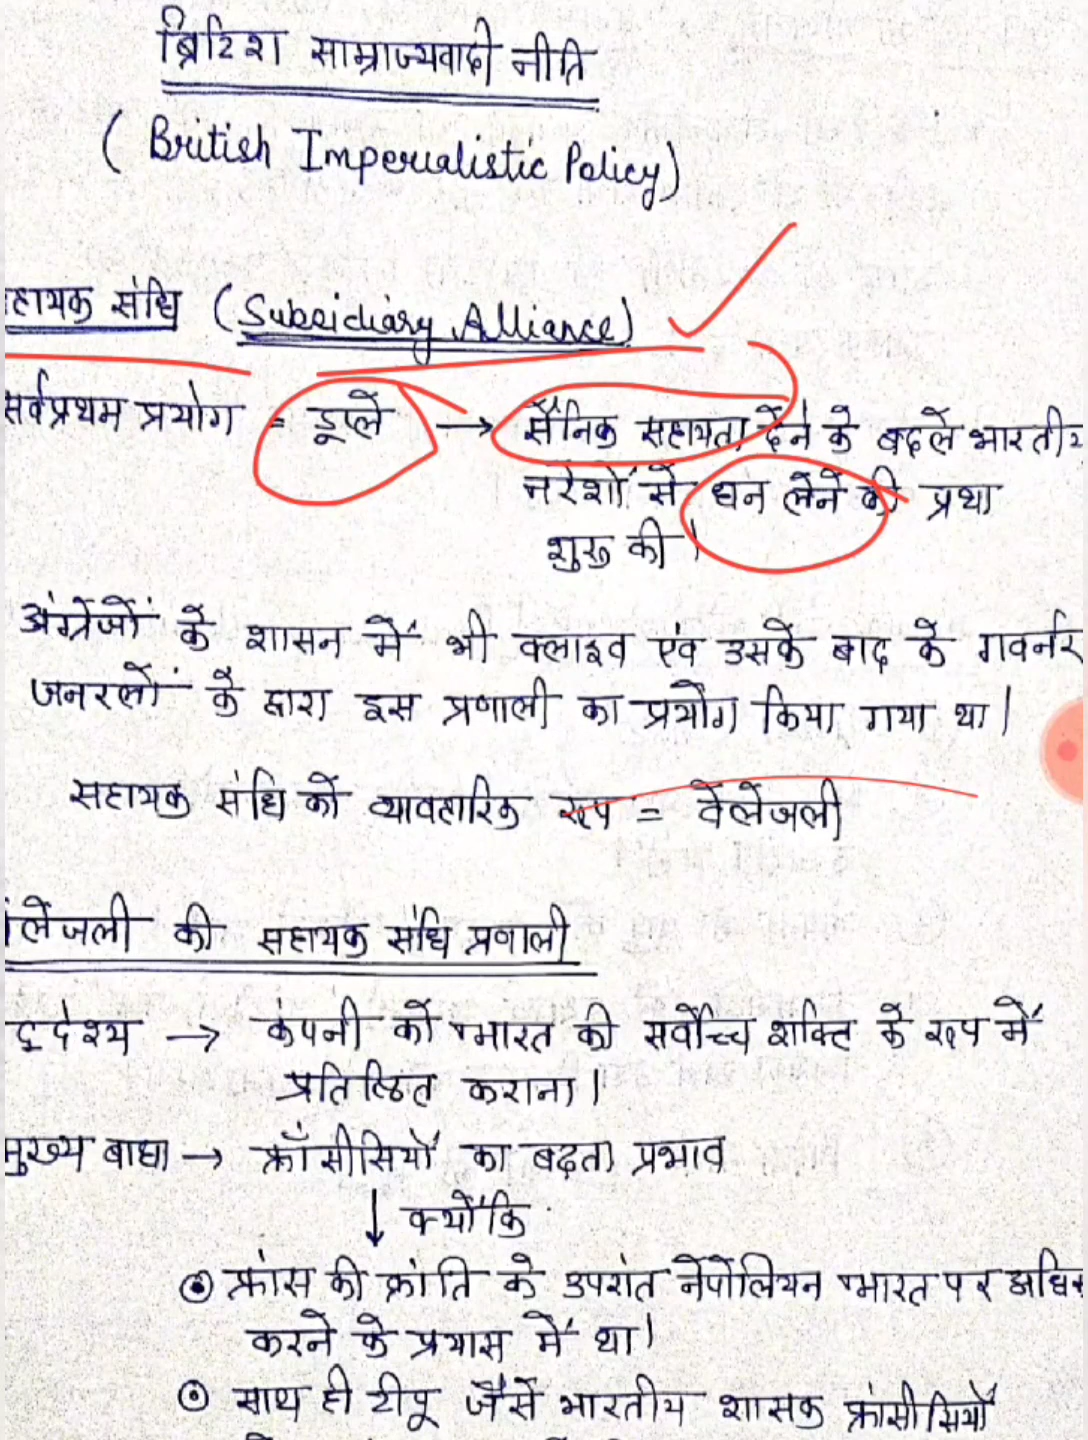 ब्रिटिश साम्राज्यवादी नीति
( British Imperialistic Policy)
हायक संधि (Subsidiary Alliance)
सर्वप्रथम प्रयोग = डूप्ले → सैनिक सहायता देने के बदले भारतीय
नरेशों से धन लेने की प्रथा
शुरु की।
अंग्रेजों के शासन में भी क्लाइव एंव उसके बाद के गवर्नर
जनरलों के द्वारा इस प्रणाली का प्रयोग किया गया था।
सहायक संधि को व्यावहारिक रूप = वेलेजली
लेजली की सहायक संधि प्रणाली
द्देश्य → कंपनी को भारत की सर्वोच्च शक्ति के रूप में
प्रतिष्ठित कराना।
मुख्य बाधा → फ्राँसीसियों का बढ़ता प्रभाव
↓ क्योंकि
⊙ फ्रांस की क्रांति के उपरांत नेपोलियन भारत पर अधि
करने के प्रयास में था।
⊙ साथ ही टीपू जैसे भारतीय शासक फ्रांसीसियों